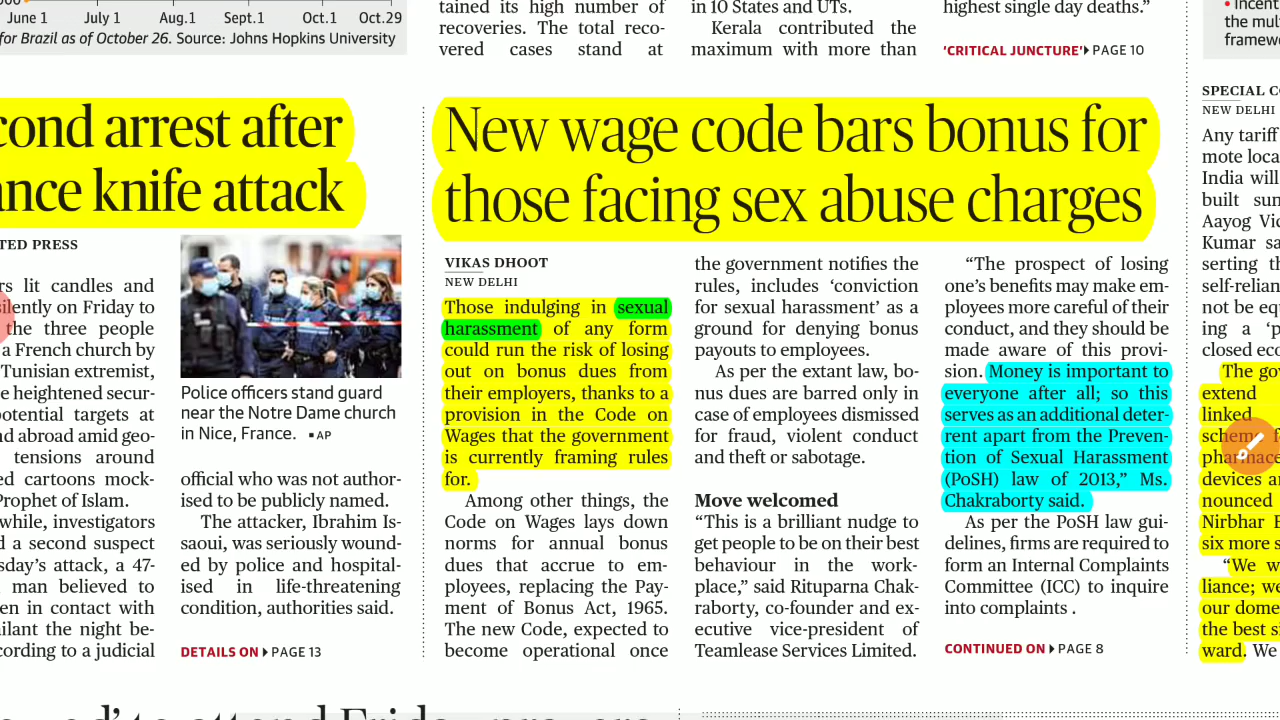 June 1
July 1
Aug.1
Sept.1
Oct.1
Oct.29
for Brazil as of October 26. Source: Johns Hopkins University
tained its high number of
recoveries. The total reco-
vered cases stand at
in 10 States and UTs.
Kerala contributed the
maximum with more than
highest single day deaths.”
‘CRITICAL JUNCTURE’ PAGE 10
• Incent
the mul
framew
cond arrest after
ance knife attack
TED PRESS
rs lit candles and
silently on Friday to
the three people
a French church by
Tunisian extremist,
e heightened secur-
potential targets at
nd abroad amid geo-
tensions around
ed cartoons mock-
Prophet of Islam.
while, investigators
d a second suspect
sday’s attack, a 47-
man believed to
en in contact with
ilant the night be-
cording to a judicial
Police officers stand guard
near the Notre Dame church
in Nice, France. ▪ AP
official who was not author-
ised to be publicly named.
The attacker, Ibrahim Is-
saoui, was seriously wound-
ed by police and hospital-
ised in life-threatening
condition, authorities said.
DETAILS ON PAGE 13
New wage code bars bonus for
those facing sex abuse charges
VIKAS DHOOT
NEW DELHI
Those indulging in sexual
harassment of any form
could run the risk of losing
out on bonus dues from
their employers, thanks to a
provision in the Code on
Wages that the government
is currently framing rules
for.
Among other things, the
Code on Wages lays down
norms for annual bonus
dues that accrue to em-
ployees, replacing the Pay-
ment of Bonus Act, 1965.
The new Code, expected to
become operational once
the government notifies the
rules, includes ‘conviction
for sexual harassment’ as a
ground for denying bonus
payouts to employees.
As per the extant law, bo-
nus dues are barred only in
case of employees dismissed
for fraud, violent conduct
and theft or sabotage.
Move welcomed
“This is a brilliant nudge to
get people to be on their best
behaviour in the work-
place,” said Rituparna Chak-
raborty, co-founder and ex-
ecutive vice-president of
Teamlease Services Limited.
“The prospect of losing
one’s benefits may make em-
ployees more careful of their
conduct, and they should be
made aware of this provi-
sion. Money is important to
everyone after all; so this
serves as an additional deter-
rent apart from the Preven-
tion of Sexual Harassment
(PoSH) law of 2013,” Ms.
Chakraborty said.
As per the PoSH law gui-
delines, firms are required to
form an Internal Complaints
Committee (ICC) to inquire
into complaints .
CONTINUED ON PAGE 8
SPECIAL CO
NEW DELHI
Any tariff
mote loca
India will
built sun
Aayog Vic
Kumar sa
serting th
self-relian
not be eq
ing a ‘p
closed eco
The gov
extend
linked
scheme f
pharmace
devices an
nounced
Nirbhar B
six more s
“We w
liance; we
our dome
the best si
ward. We